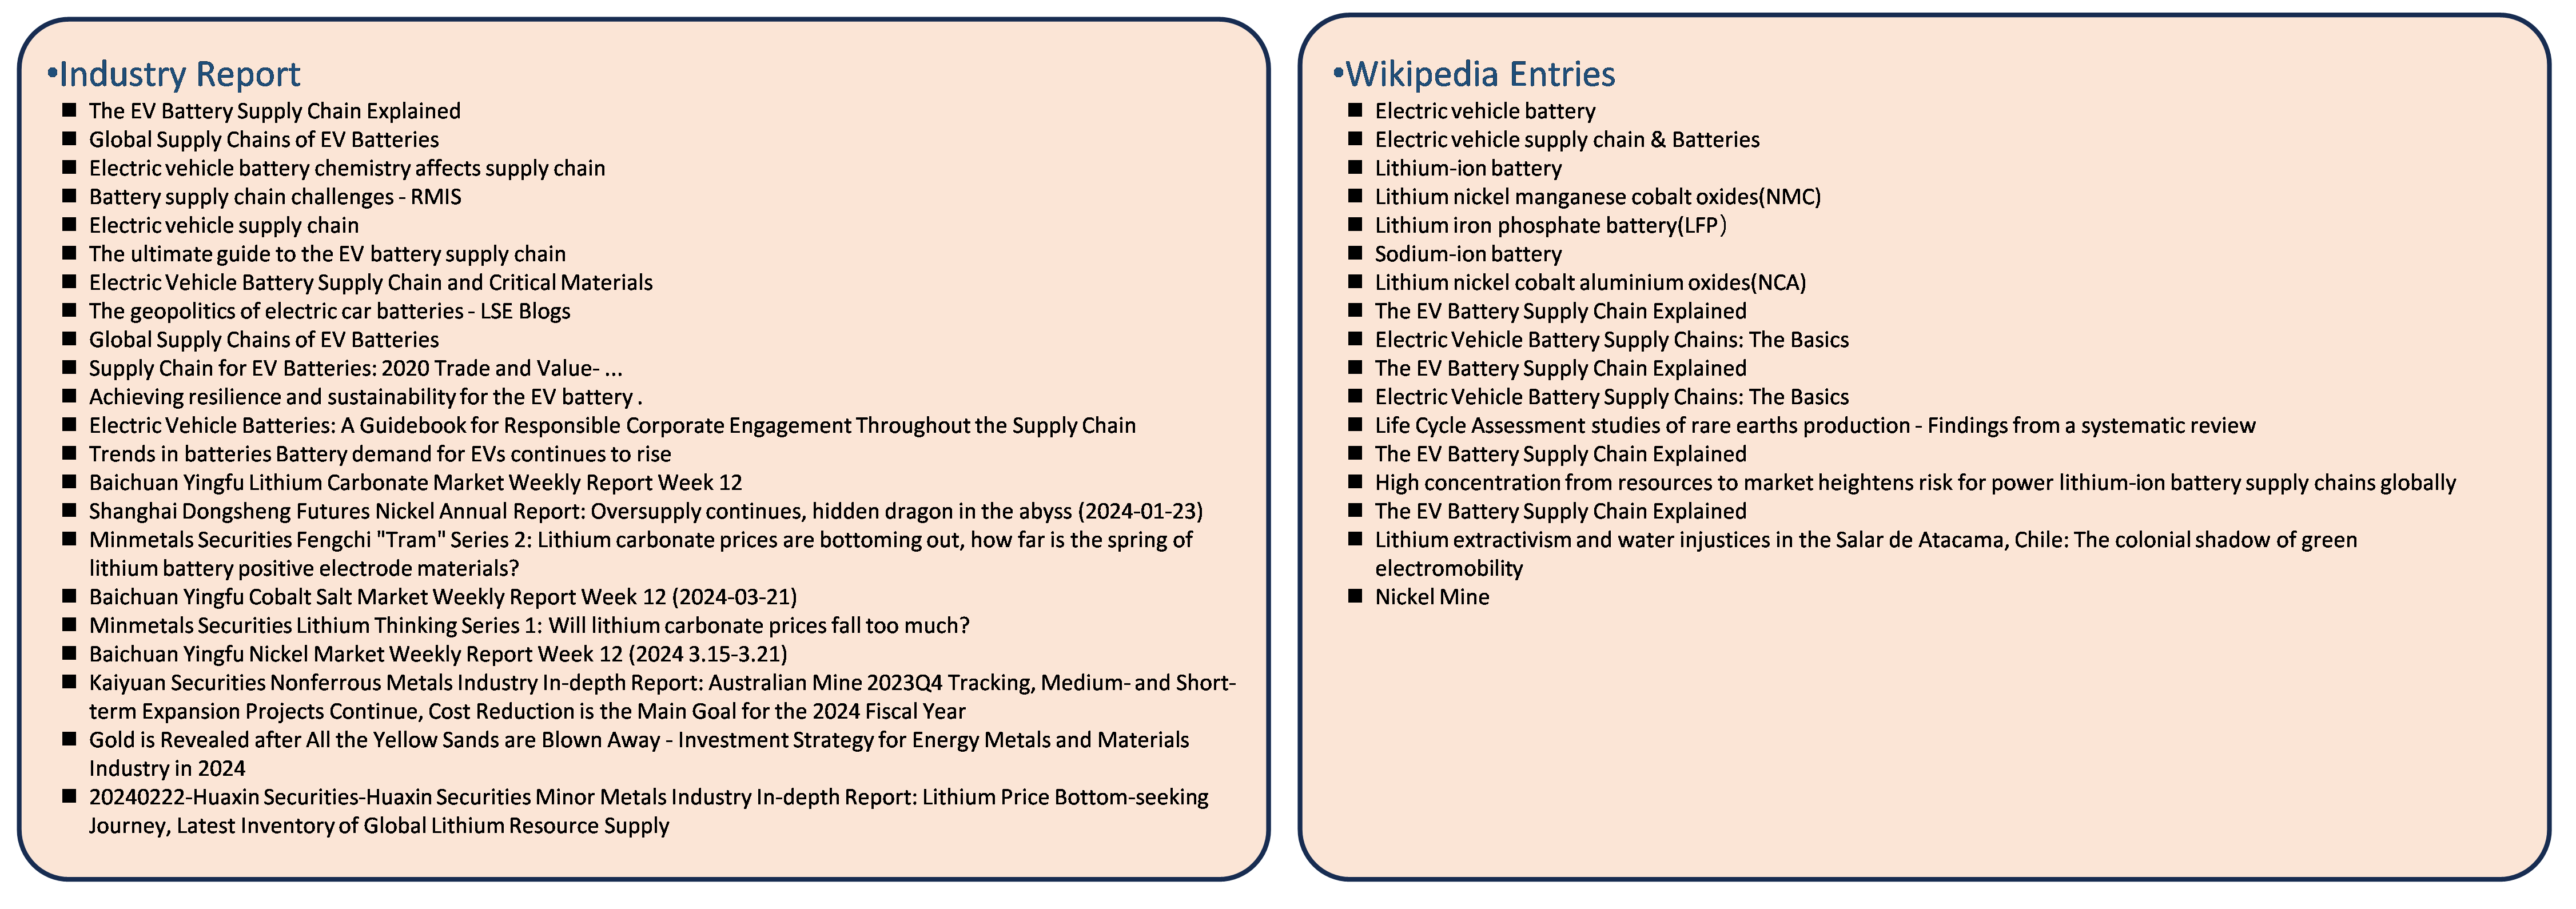 •Industry Report
■ The EV Battery Supply Chain Explained
■ Global Supply Chains of EV Batteries
■ Electric vehicle battery chemistry affects supply chain
■ Battery supply chain challenges - RMIS
■ Electric vehicle supply chain
■ The ultimate guide to the EV battery supply chain
■ Electric Vehicle Battery Supply Chain and Critical Materials
■ The geopolitics of electric car batteries - LSE Blogs
■ Global Supply Chains of EV Batteries
■ Supply Chain for EV Batteries: 2020 Trade and Value- ...
■ Achieving resilience and sustainability for the EV battery .
■ Electric Vehicle Batteries: A Guidebook for Responsible Corporate Engagement Throughout the Supply Chain
■ Trends in batteries Battery demand for EVs continues to rise
■ Baichuan Yingfu Lithium Carbonate Market Weekly Report Week 12
■ Shanghai Dongsheng Futures Nickel Annual Report: Oversupply continues, hidden dragon in the abyss (2024-01-23)
■ Minmetals Securities Fengchi "Tram" Series 2: Lithium carbonate prices are bottoming out, how far is the spring of
lithium battery positive electrode materials?
■ Baichuan Yingfu Cobalt Salt Market Weekly Report Week 12 (2024-03-21)
■ Minmetals Securities Lithium Thinking Series 1: Will lithium carbonate prices fall too much?
■ Baichuan Yingfu Nickel Market Weekly Report Week 12 (2024 3.15-3.21)
■ Kaiyuan Securities Nonferrous Metals Industry In-depth Report: Australian Mine 2023Q4 Tracking, Medium- and Short-
term Expansion Projects Continue, Cost Reduction is the Main Goal for the 2024 Fiscal Year
■ Gold is Revealed after All the Yellow Sands are Blown Away - Investment Strategy for Energy Metals and Materials
Industry in 2024
■ 20240222-Huaxin Securities-Huaxin Securities Minor Metals Industry In-depth Report: Lithium Price Bottom-seeking
Journey, Latest Inventory of Global Lithium Resource Supply
•Wikipedia Entries
■ Electric vehicle battery
■ Electric vehicle supply chain & Batteries
■ Lithium-ion battery
■ Lithium nickel manganese cobalt oxides(NMC)
■ Lithium iron phosphate battery(LFP）
■ Sodium-ion battery
■ Lithium nickel cobalt aluminium oxides(NCA)
■ The EV Battery Supply Chain Explained
■ Electric Vehicle Battery Supply Chains: The Basics
■ The EV Battery Supply Chain Explained
■ Electric Vehicle Battery Supply Chains: The Basics
■ Life Cycle Assessment studies of rare earths production - Findings from a systematic review
■ The EV Battery Supply Chain Explained
■ High concentration from resources to market heightens risk for power lithium-ion battery supply chains globally
■ The EV Battery Supply Chain Explained
■ Lithium extractivism and water injustices in the Salar de Atacama, Chile: The colonial shadow of green
electromobility
■ Nickel Mine